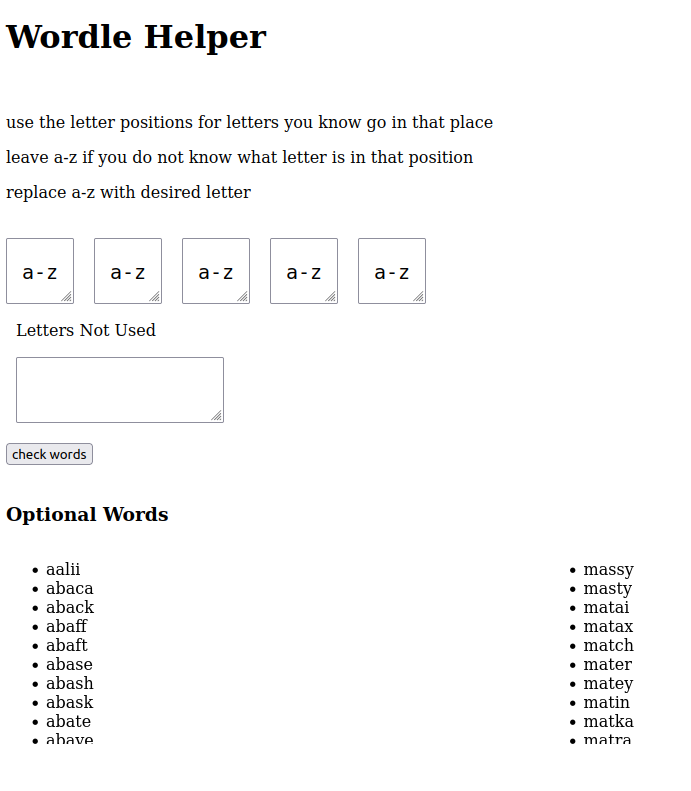 Wordle Helper
use the letter positions for letters you know go in that place
leave a-z if you do not know what letter is in that position
replace a-z with desired letter
a-z a-z a-z a-z a-z
Letters Not Used
check words
Optional Words
• aalii
• abaca
• aback
• abaff
• abaft
• abase
• abash
• abask
• abate
• abave
• massy
• masty
• matai
• matax
• match
• mater
• matey
• matin
• matka
• matra